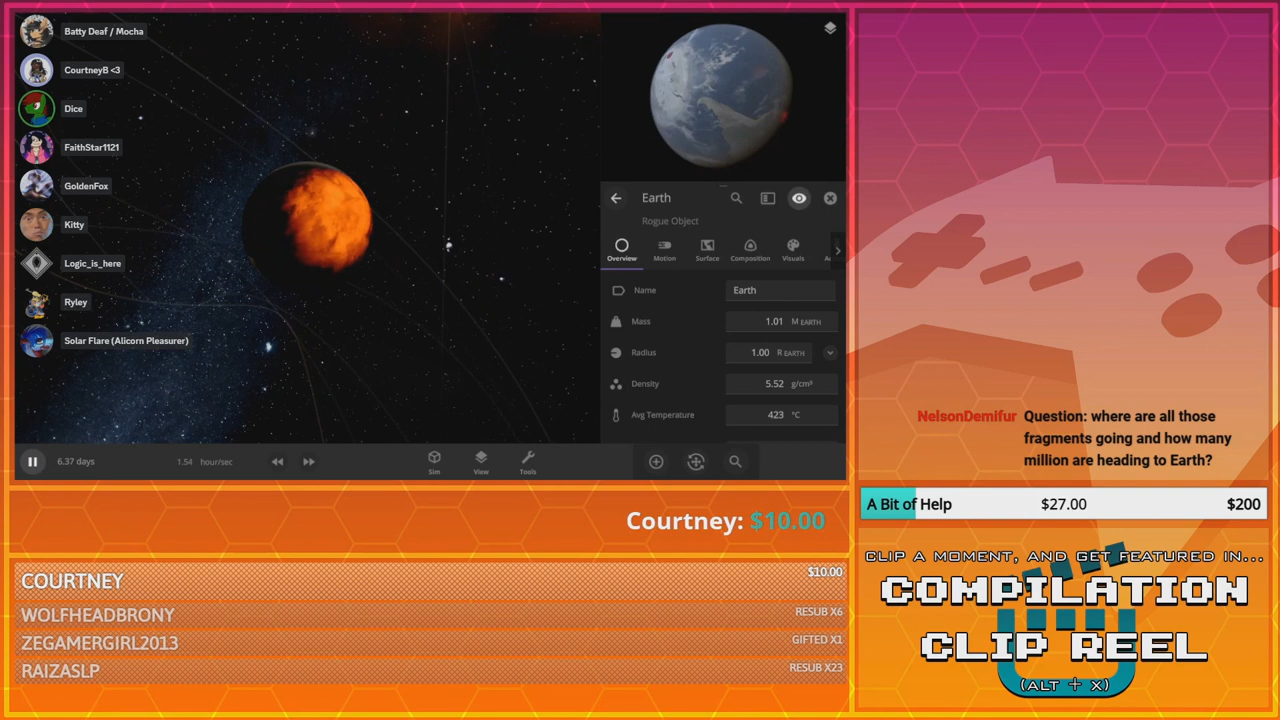 Batty Deaf / Mocha
CourtneyB <3
Dice
FaithStar1121
GoldenFox
Kitty
Logic_is_here
Ryley
Solar Flare (Alicorn Pleasurer)
Earth
Rogue Object
Overview Motion Surface Composition Visuals
Name Earth
Mass 1.01 M EARTH
Radius 1.00 R EARTH
Density 5.52 g/cm³
Avg Temperature 423 °C
6.37 days 1.54 hour/sec
Sim View Tools
NelsonDemifur Question: where are all those
fragments going and how many
million are heading to Earth?
A Bit of Help $27.00 $200
Courtney: $10.00
COURTNEY $10.00
WOLFHEADBRONY RESUB X6
ZEGAMERGIRL2013 GIFTED X1
RAIZASLP RESUB X23
CLIP A MOMENT, AND GET FEATURED IN...
COMPILATION
CLIP REEL
(ALT + X)